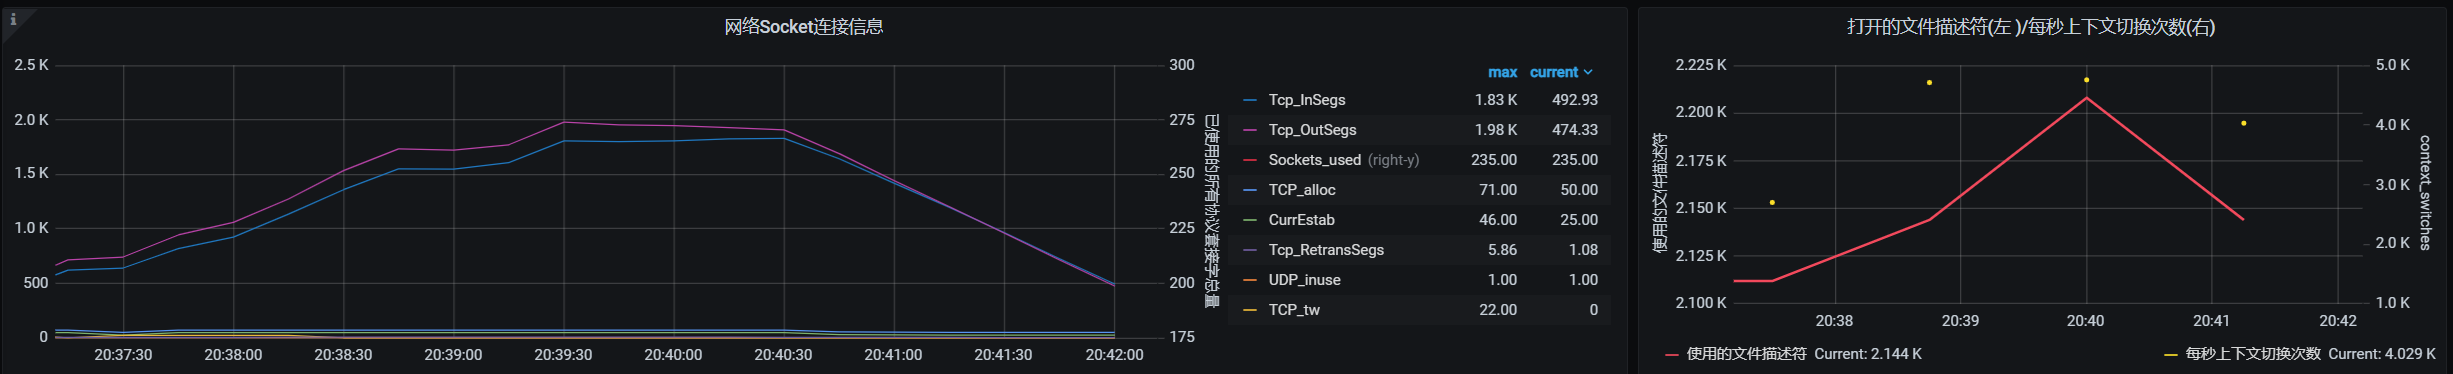 网络Socket连接信息
2.5 K
2.0 K
1.5 K
1.0 K
500
0
300
275
250
225
200
175
已使用的所有协议套接字总量
20:37:30 20:38:00 20:38:30 20:39:00 20:39:30 20:40:00 20:40:30 20:41:00 20:41:30 20:42:00
max current
Tcp_InSegs 1.83 K 492.93
Tcp_OutSegs 1.98 K 474.33
Sockets_used (right-y) 235.00 235.00
TCP_alloc 71.00 50.00
CurrEstab 46.00 25.00
Tcp_RetransSegs 5.86 1.08
UDP_inuse 1.00 1.00
TCP_tw 22.00 0
打开的文件描述符(左 )/每秒上下文切换次数(右)
使用的文件描述符
2.225 K
2.200 K
2.175 K
2.150 K
2.125 K
2.100 K
5.0 K
4.0 K
3.0 K
2.0 K
1.0 K
context_switches
20:38 20:39 20:40 20:41 20:42
使用的文件描述符 Current: 2.144 K
每秒上下文切换次数 Current: 4.029 K